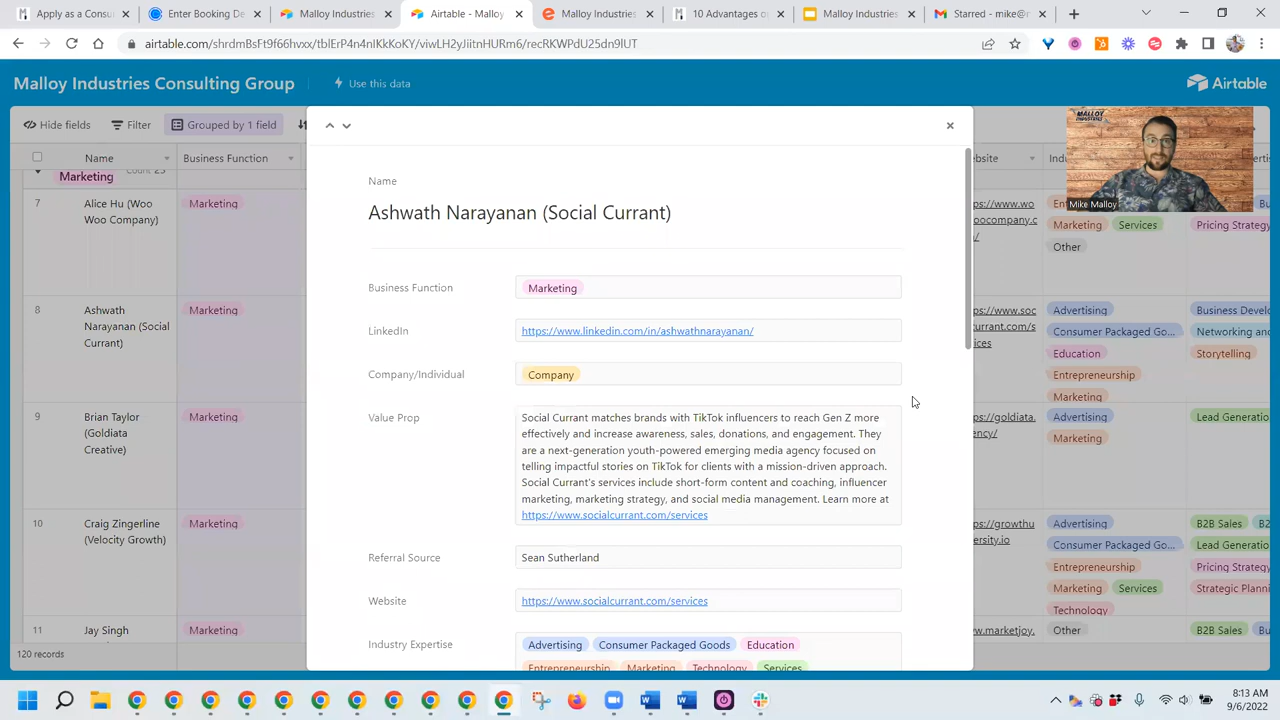 Apply as a Consul
Enter Booking De
Malloy Industries
Airtable - Malloy
Malloy Industries
10 Advantages o
Malloy Industries
Starred - mike@m
airtable.com/shrdmBsFt9f66hvxx/tblErP4n4nKkKoKY/viwLH2oJiitmIURm6/recRKWPdU25dn9IUT
Malloy Industries Consulting Group
Use this data
Airtable
Hide fields
Filter
Grouped by 1 field
Name
Business Function
Marketing
Count 25
7
Alice Hu (Woo
Woo Company)
Marketing
8
Ashwath
Narayanan (Social
Currant)
Marketing
9
Brian Taylor
(Goldiata
Creative)
Marketing
10
Craig Zingerline
(Velocity Growth)
Marketing
11
Jay Singh
Marketing
120 records
Name
Ashwath Narayanan (Social Currant)
Business Function
Marketing
LinkedIn
https://www.linkedin.com/in/ashwathnarayanan/
Company/Individual
Company
Value Prop
Social Currant matches brands with TikTok influencers to reach Gen Z more
effectively and increase awareness, sales, donations, and engagement. They
are a next-generation youth-powered emerging media agency focused on
telling impactful stories on TikTok for clients with a mission-driven approach.
Social Currant's services include short-form content and coaching, influencer
marketing, marketing strategy, and social media management. Learn more at
https://www.socialcurrant.com/services
Referral Source
Sean Sutherland
Website
https://www.socialcurrant.com/services
Industry Expertise
Advertising Consumer Packaged Goods Education
Entrepreneurship Marketing Technology Services
MALLOY
INDUSTRIES
Mike Malloy
Marketing Services
Other
Pricing Strategy
Advertising
Consumer Packaged Go...
Education
Entrepreneurship
Marketing
Business Develo
Networking and
Storytelling
Advertising
Marketing
Lead Generatio
Advertising
Consumer Packaged Go...
Entrepreneurship
Marketing Services
Technology
B2B Sales
Lead Generatio
Pricing Strategy
Strategic Plannin
Other
B2B Sales
8:13 AM
9/6/2022